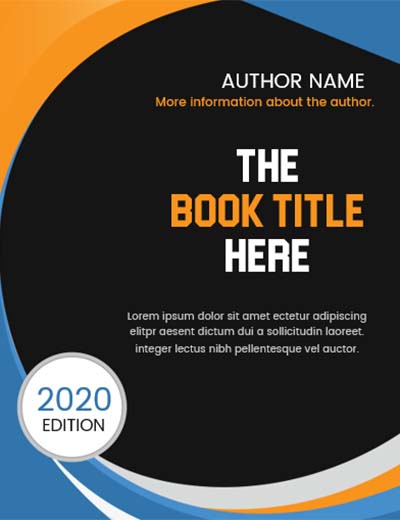 AUTHOR NAME
More information about the author.
THE
BOOK TITLE
HERE
Lorem ipsum dolor sit amet ectetur adipiscing
elitpr aesent dictum dui a sollicitudin laoreet.
integer lectus nibh pellentesque vel auctor.
2020
EDITION